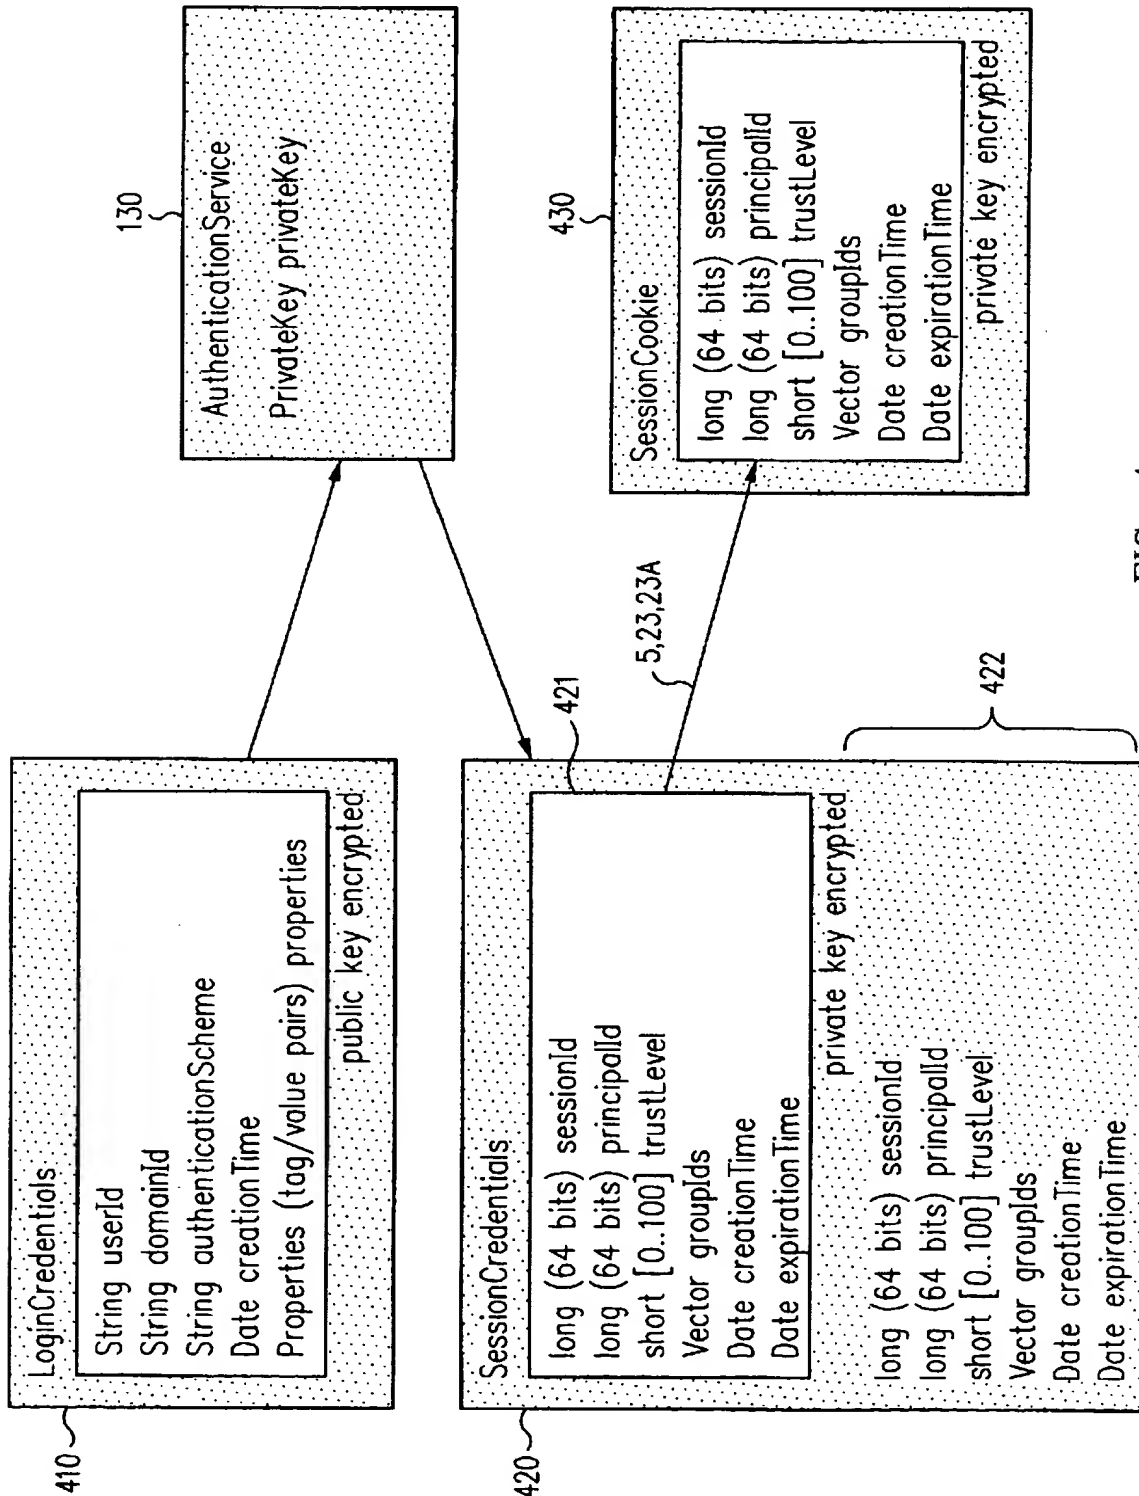 410
LoginCredentials
String userId
String domainId
String authenticationScheme
Date creationTime
Properties (tag/value pairs) properties
public key encrypted
130
AuthenticationService
PrivateKey privateKey
420
SessionCredentials
421
long (64 bits) sessionId
long (64 bits) principalId
short [0..100] trustLevel
Vector groupIds
Date creationTime
Date expirationTime
private key encrypted
422
long (64 bits) sessionId
long (64 bits) principalId
short [0..100] trustLevel
Vector groupIds
Date creationTime
Date expirationTime
5,23,23A
430
SessionCookie
long (64 bits) sessionId
long (64 bits) principalId
short [0..100] trustLevel
Vector groupIds
Date creationTime
Date expirationTime
private key encrypted